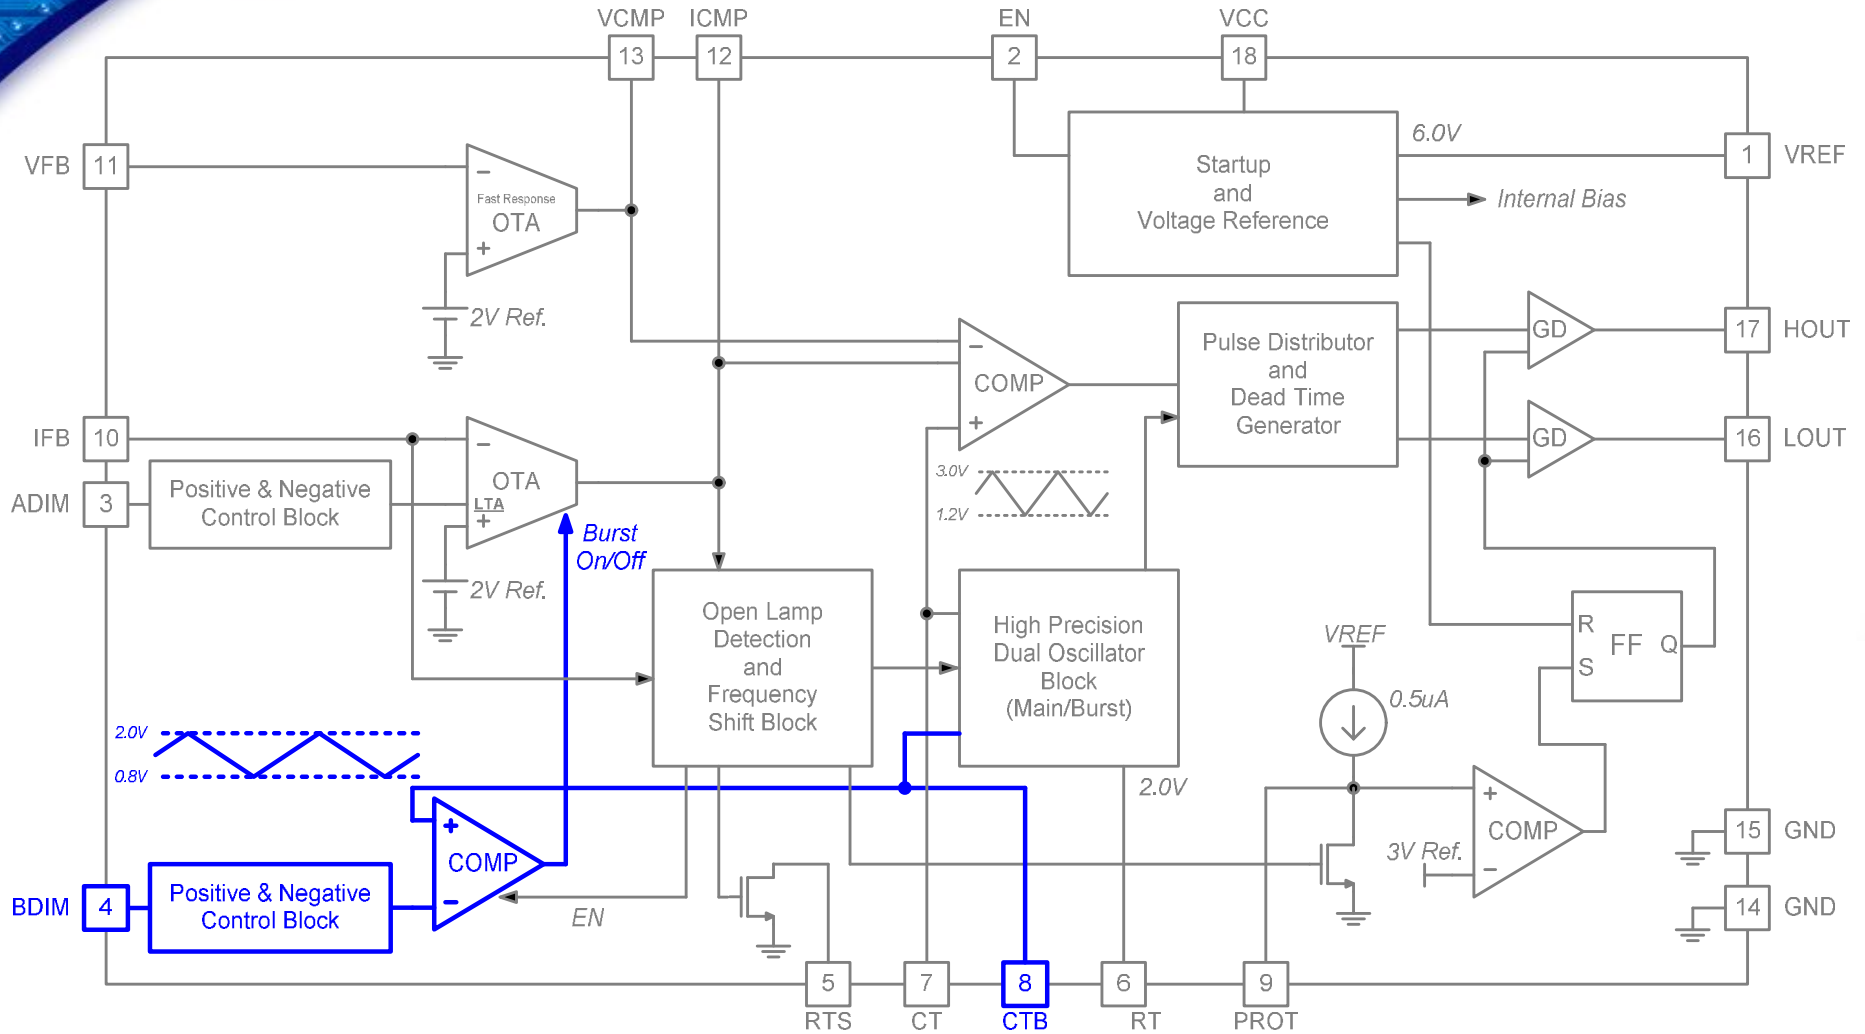 VCMP ICMP EN VCC
13 12 2 18
6.0V
VFB 11
Fast Response
OTA
−
+
2V Ref.
Startup
and
Voltage Reference
1 VREF
Internal Bias
−
COMP
+
Pulse Distributor
and
Dead Time
Generator
GD
17 HOUT
GD
16 LOUT
IFB 10
ADIM 3
Positive & Negative
Control Block
−
OTA
LTA
+
2V Ref.
Burst
On/Off
3.0V
1.2V
Open Lamp
Detection
and
Frequency
Shift Block
High Precision
Dual Oscillator
Block
(Main/Burst)
2.0V
VREF
0.5uA
R
FF Q
S
2.0V
0.8V
+
COMP
−
BDIM 4
Positive & Negative
Control Block
EN
+
COMP
−
3V Ref.
15 GND
14 GND
5 7 8 6 9
RTS CT CTB RT PROT